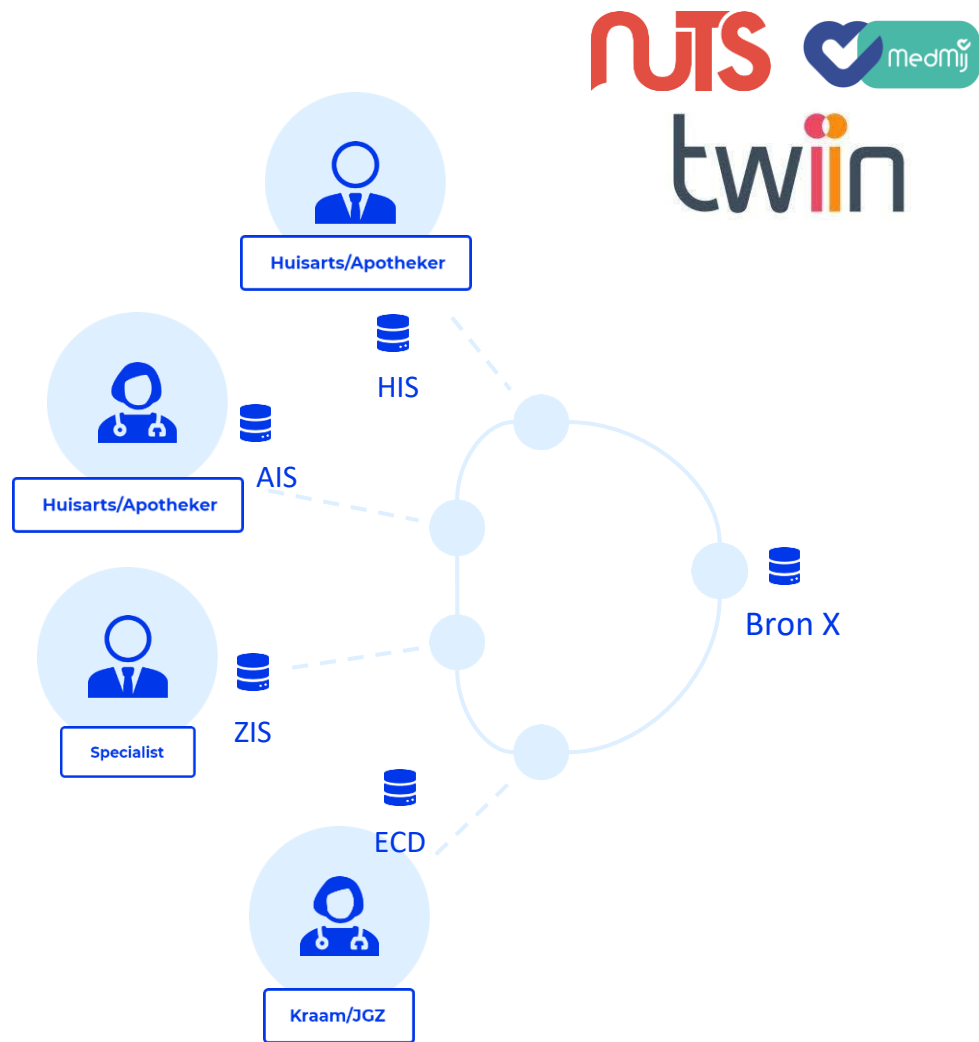 nuTS
MedMij
twiin
Huisarts/Apotheker
HIS
Huisarts/Apotheker
AIS
Bron X
Specialist
ZIS
ECD
Kraam/JGZ